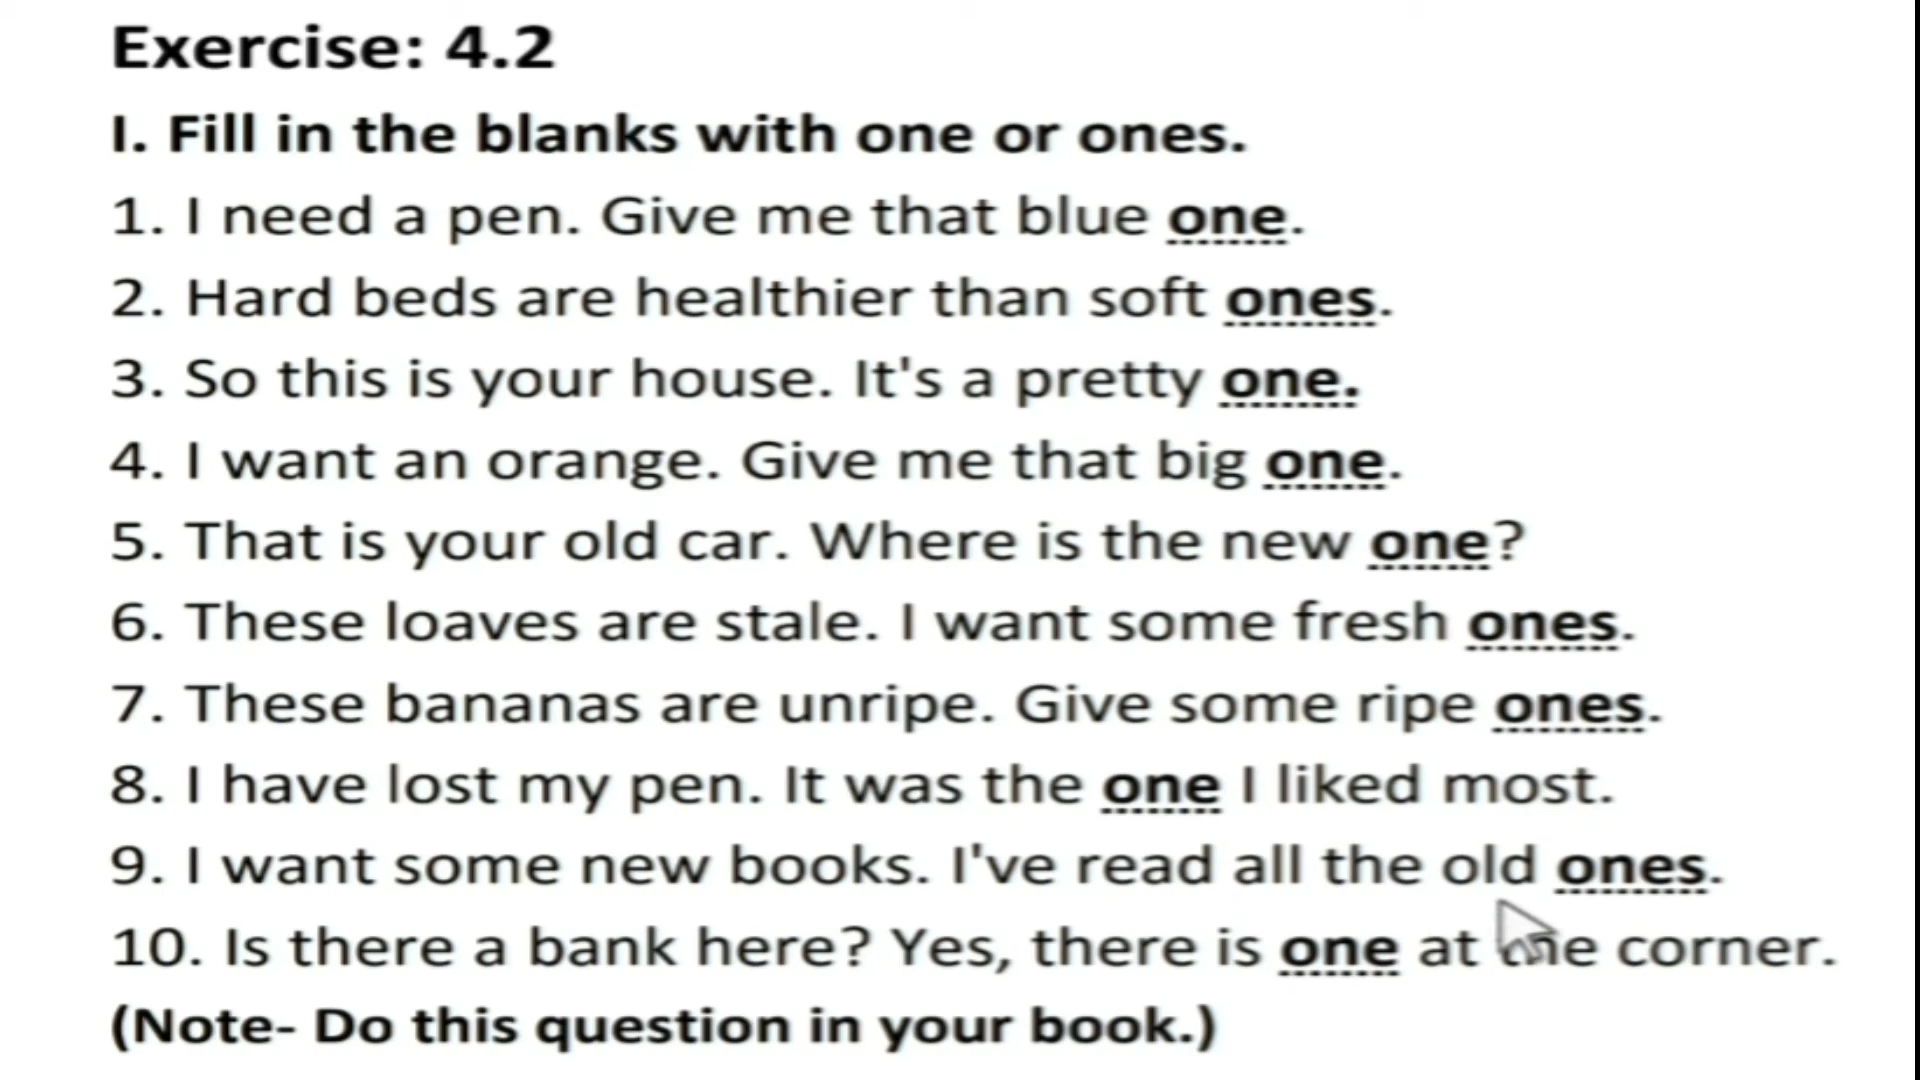 Exercise: 4.2
I. Fill in the blanks with one or ones.
1. I need a pen. Give me that blue one.
2. Hard beds are healthier than soft ones.
3. So this is your house. It's a pretty one.
4. I want an orange. Give me that big one.
5. That is your old car. Where is the new one?
6. These loaves are stale. I want some fresh ones.
7. These bananas are unripe. Give some ripe ones.
8. I have lost my pen. It was the one I liked most.
9. I want some new books. I've read all the old ones.
10. Is there a bank here? Yes, there is one at the corner.
(Note- Do this question in your book.)